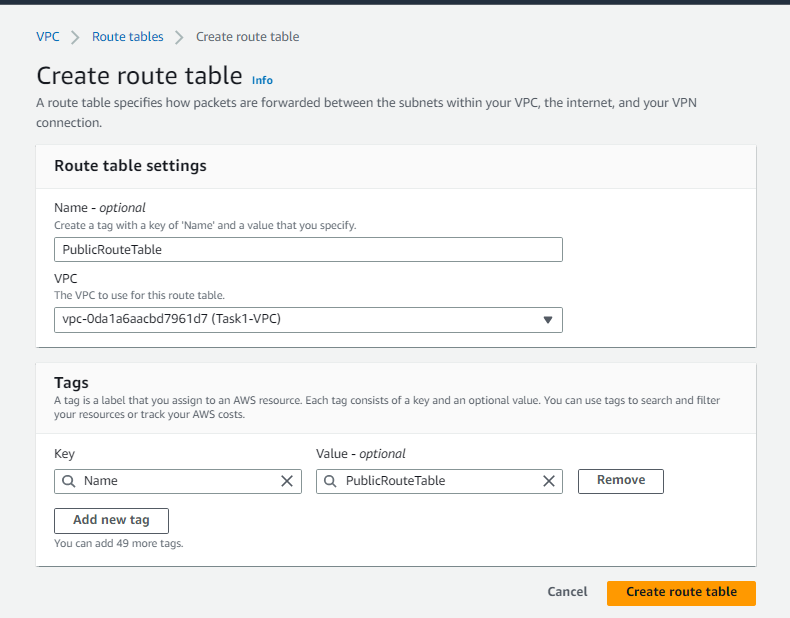 VPC > Route tables > Create route table
Create route table Info
A route table specifies how packets are forwarded between the subnets within your VPC, the internet, and your VPN
connection.
Route table settings
Name - optional
Create a tag with a key of 'Name' and a value that you specify.
PublicRouteTable
VPC
The VPC to use for this route table.
vpc-0da1a6aacbd7961d7 (Task1-VPC)
Tags
A tag is a label that you assign to an AWS resource. Each tag consists of a key and an optional value. You can use tags to search and filter
your resources or track your AWS costs.
Key Value - optional
Name PublicRouteTable Remove
Add new tag
You can add 49 more tags.
Cancel Create route table